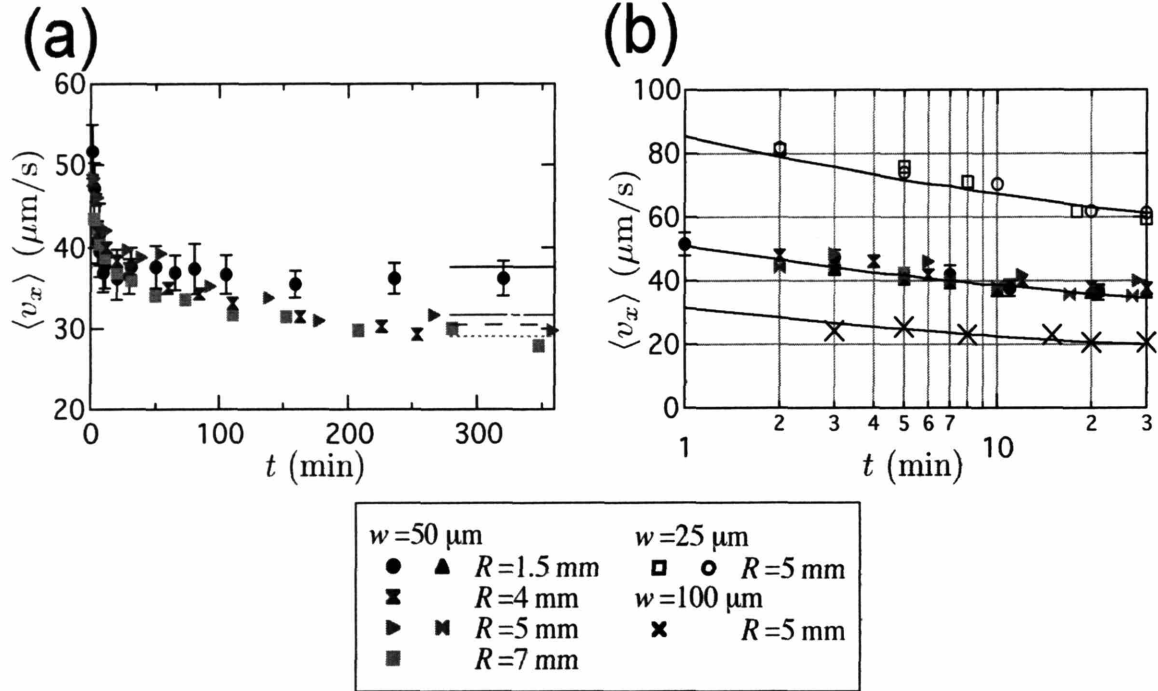 (a)
60
50
40
30
20
⟨v_x⟩ (μm/s)
0 100 200 300
t (min)
(b)
100
80
60
40
20
0
⟨v_x⟩ (μm/s)
1 2 3 4 5 6 7 10 2 3
t (min)
w =50 μm
R =1.5 mm
R =4 mm
R =5 mm
R =7 mm
w =25 μm
R =5 mm
w =100 μm
R =5 mm